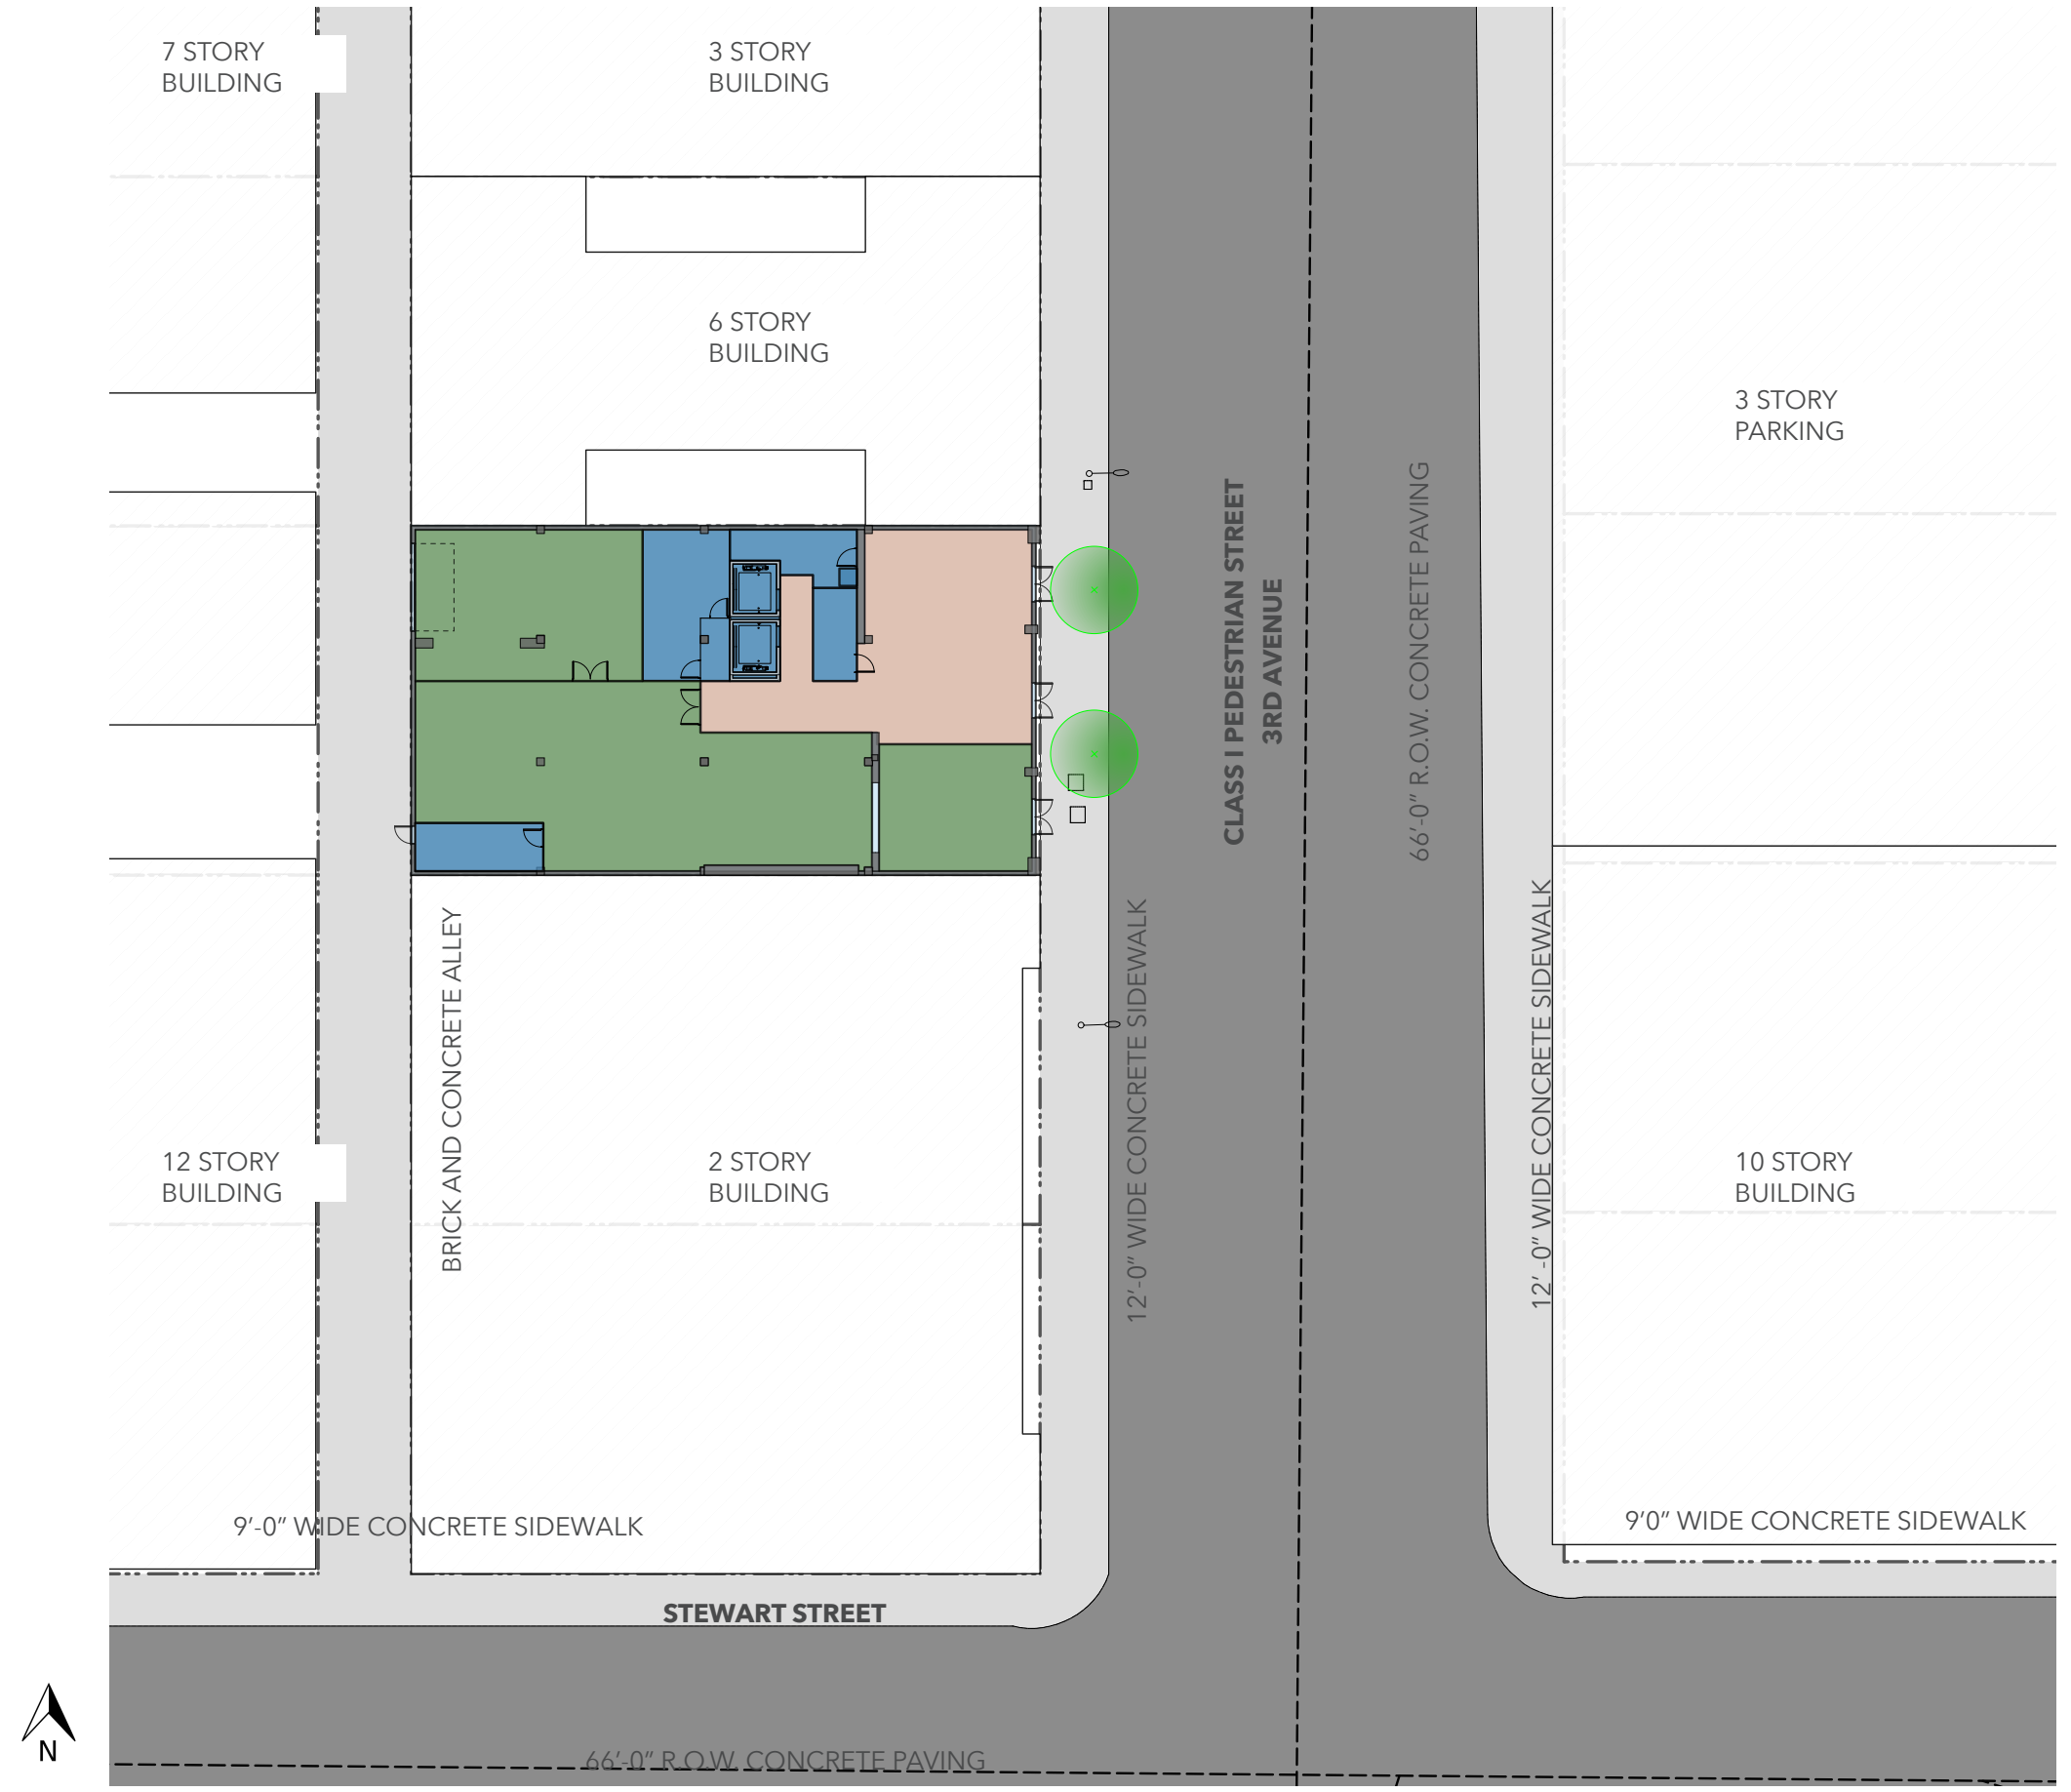 7 STORY
BUILDING
3 STORY
BUILDING
6 STORY
BUILDING
3 STORY
PARKING
CLASS I PEDESTRIAN STREET
3RD AVENUE
66'-0" R.O.W. CONCRETE PAVING
BRICK AND CONCRETE ALLEY
12'-0" WIDE CONCRETE SIDEWALK
12' -0" WIDE CONCRETE SIDEWALK
12 STORY
BUILDING
2 STORY
BUILDING
10 STORY
BUILDING
9'-0" WIDE CONCRETE SIDEWALK
9'0" WIDE CONCRETE SIDEWALK
STEWART STREET
66'-0" R.O.W. CONCRETE PAVING
N